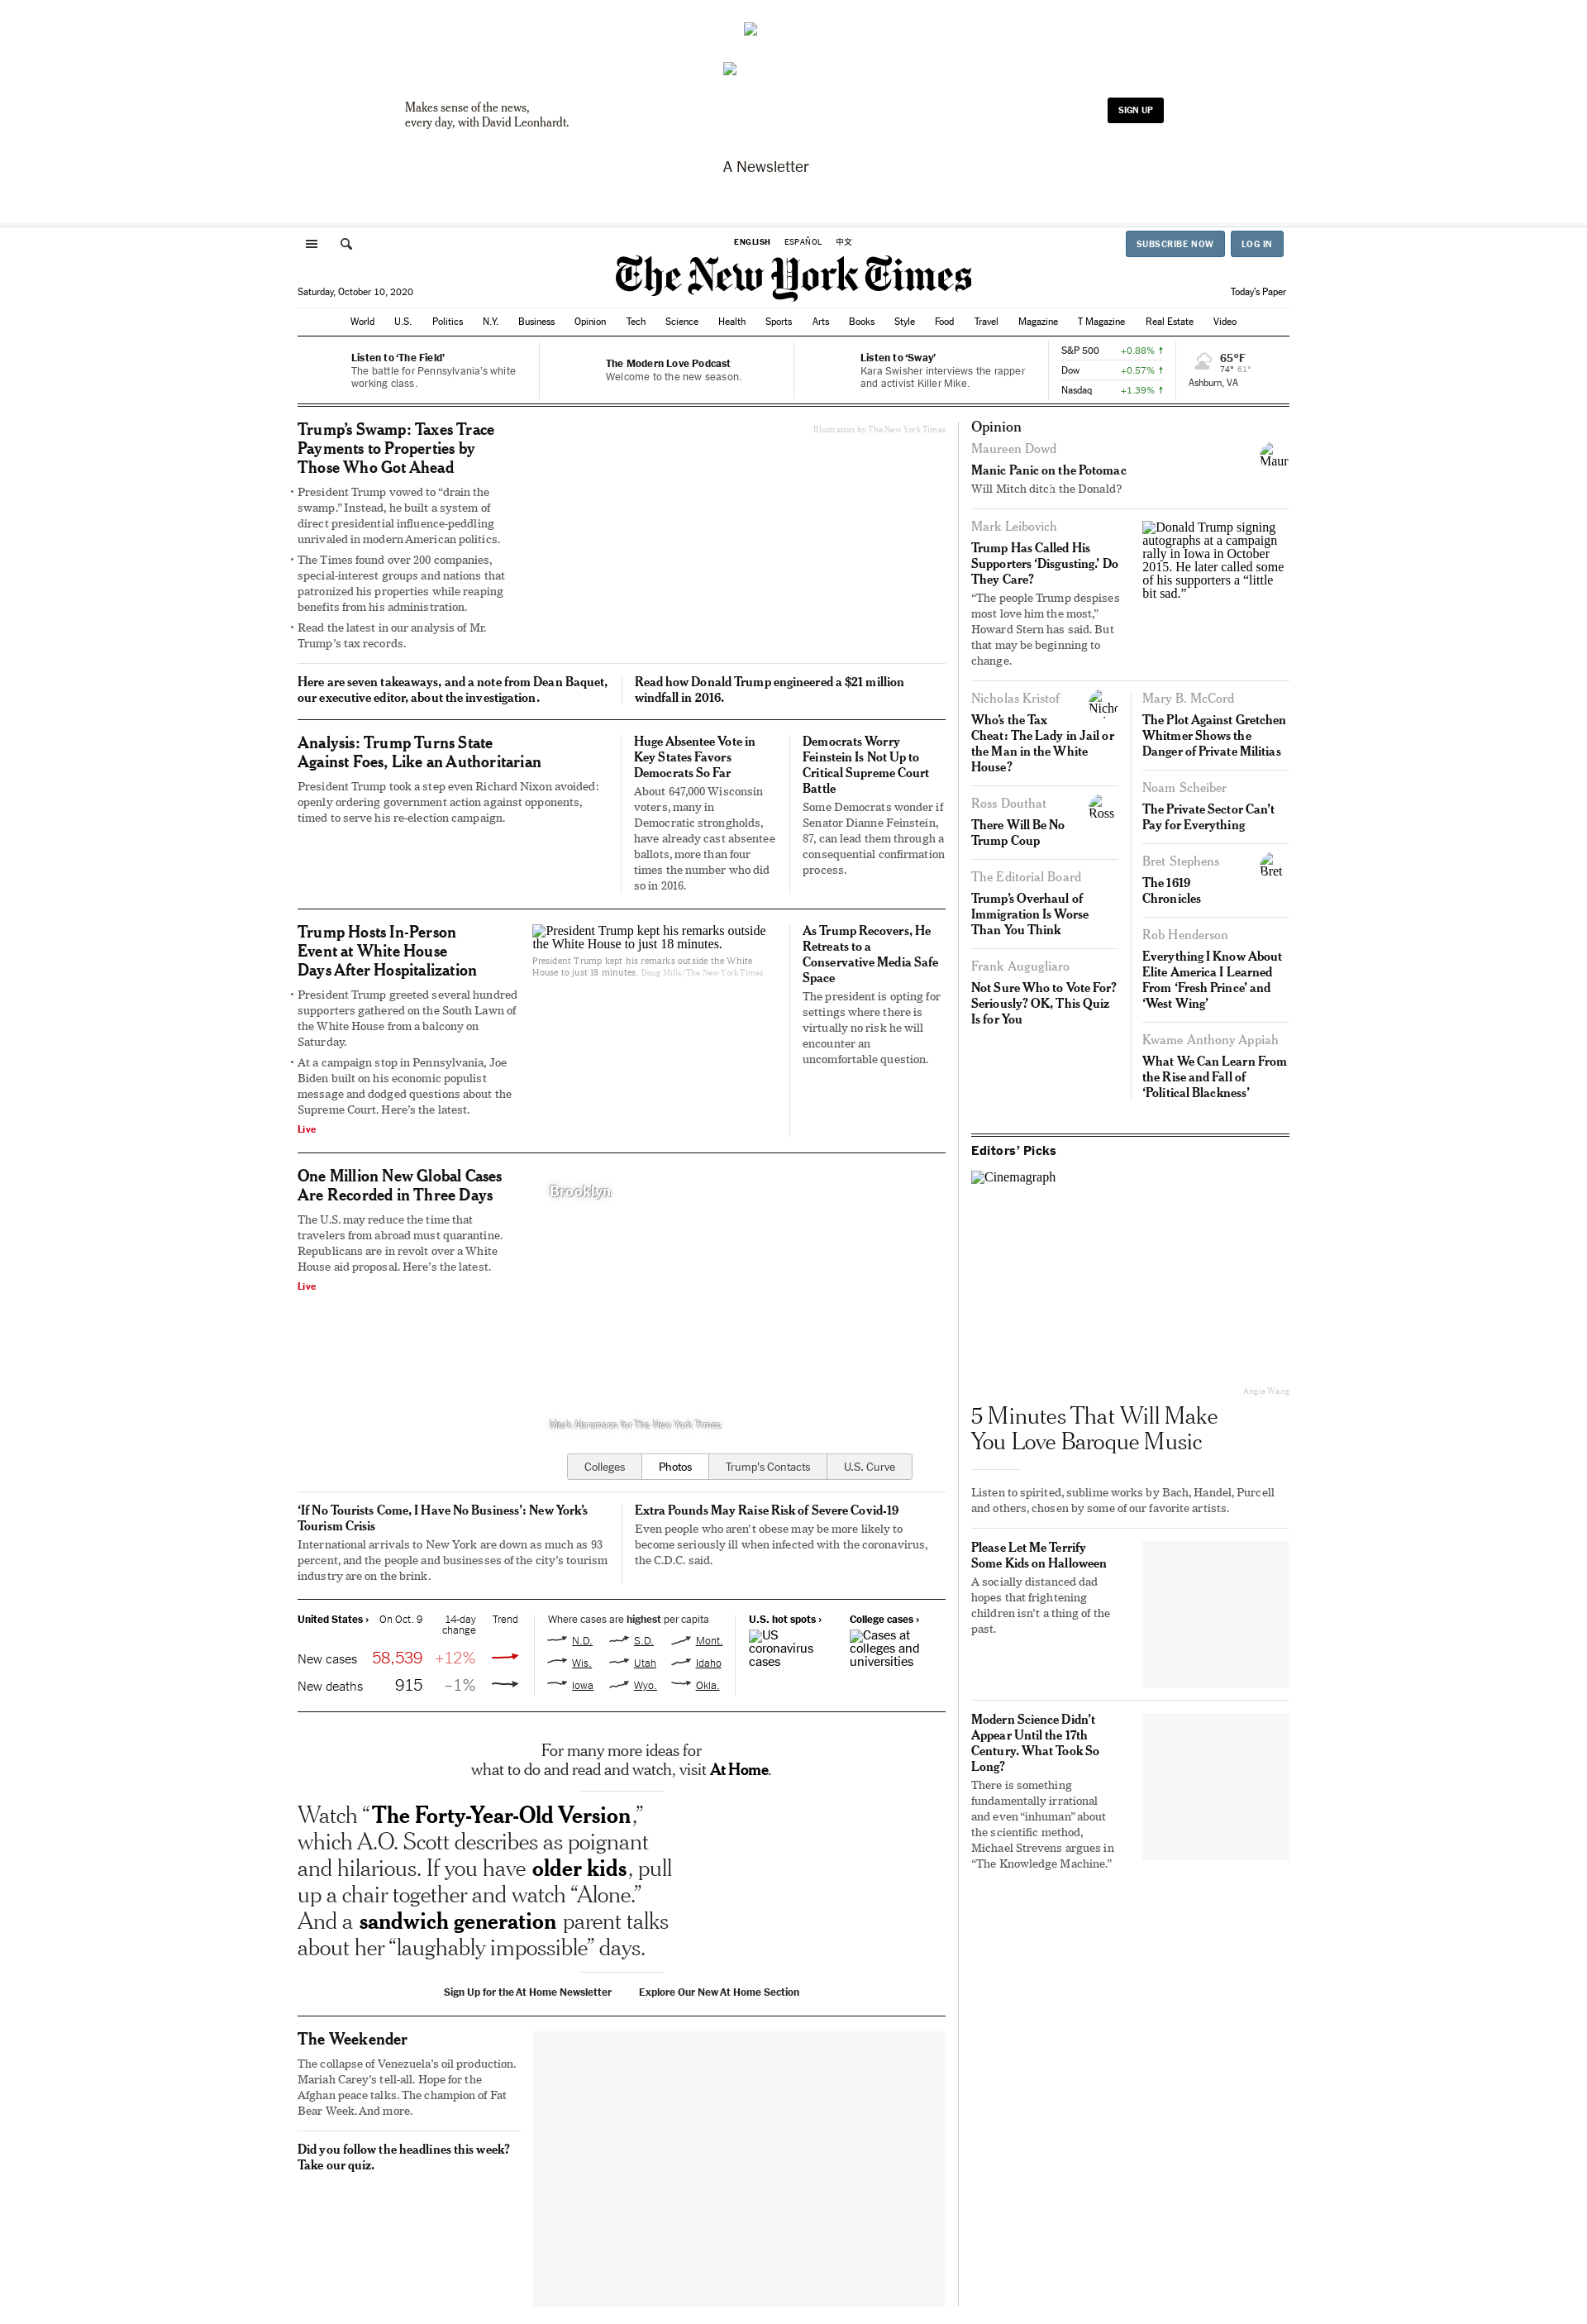 Makes sense of the news,
every day, with David Leonhardt.
SIGN UP
A Newsletter
ENGLISH ESPAÑOL 中文
SUBSCRIBE NOW LOG IN
The New York Times
Saturday, October 10, 2020
Today's Paper
World U.S. Politics N.Y. Business Opinion Tech Science Health Sports Arts Books Style Food Travel Magazine T Magazine Real Estate Video
Listen to ‘The Field’
The battle for Pennsylvania's white
working class.
The Modern Love Podcast
Welcome to the new season.
Listen to ‘Sway’
Kara Swisher interviews the rapper
and activist Killer Mike.
S&P 500 +0.88% ↑
Dow +0.57% ↑
Nasdaq +1.39% ↑
65°F
74° 61°
Ashburn, VA
Trump’s Swamp: Taxes Trace
Payments to Properties by
Those Who Got Ahead
• President Trump vowed to “drain the
swamp.” Instead, he built a system of
direct presidential influence-peddling
unrivaled in modern American politics.
• The Times found over 200 companies,
special-interest groups and nations that
patronized his properties while reaping
benefits from his administration.
• Read the latest in our analysis of Mr.
Trump’s tax records.
Illustration by The New York Times
Here are seven takeaways, and a note from Dean Baquet,
our executive editor, about the investigation.
Read how Donald Trump engineered a $21 million
windfall in 2016.
Analysis: Trump Turns State
Against Foes, Like an Authoritarian
President Trump took a step even Richard Nixon avoided:
openly ordering government action against opponents,
timed to serve his re-election campaign.
Huge Absentee Vote in
Key States Favors
Democrats So Far
About 647,000 Wisconsin
voters, many in
Democratic strongholds,
have already cast absentee
ballots, more than four
times the number who did
so in 2016.
Democrats Worry
Feinstein Is Not Up to
Critical Supreme Court
Battle
Some Democrats wonder if
Senator Dianne Feinstein,
87, can lead them through a
consequential confirmation
process.
Trump Hosts In-Person
Event at White House
Days After Hospitalization
• President Trump greeted several hundred
supporters gathered on the South Lawn of
the White House from a balcony on
Saturday.
• At a campaign stop in Pennsylvania, Joe
Biden built on his economic populist
message and dodged questions about the
Supreme Court. Here’s the latest.
Live
President Trump kept his remarks outside
the White House to just 18 minutes.
President Trump kept his remarks outside the White
House to just 18 minutes. Doug Mills/The New York Times
As Trump Recovers, He
Retreats to a
Conservative Media Safe
Space
The president is opting for
settings where there is
virtually no risk he will
encounter an
uncomfortable question.
One Million New Global Cases
Are Recorded in Three Days
The U.S. may reduce the time that
travelers from abroad must quarantine.
Republicans are in revolt over a White
House aid proposal. Here’s the latest.
Live
Brooklyn
Mark Abramson for The New York Times
Colleges Photos Trump's Contacts U.S. Curve
‘If No Tourists Come, I Have No Business’: New York’s
Tourism Crisis
International arrivals to New York are down as much as 93
percent, and the people and businesses of the city’s tourism
industry are on the brink.
Extra Pounds May Raise Risk of Severe Covid-19
Even people who aren’t obese may be more likely to
become seriously ill when infected with the coronavirus,
the C.D.C. said.
United States › On Oct. 9 14-day
change Trend
New cases 58,539 +12%
New deaths 915 –1%
Where cases are highest per capita
N.D. S.D. Mont.
Wis. Utah Idaho
Iowa Wyo. Okla.
U.S. hot spots ›
US
coronavirus
cases
College cases ›
Cases at
colleges and
universities
For many more ideas for
what to do and read and watch, visit At Home.
Watch “The Forty-Year-Old Version,”
which A.O. Scott describes as poignant
and hilarious. If you have older kids, pull
up a chair together and watch “Alone.”
And a sandwich generation parent talks
about her “laughably impossible” days.
Sign Up for the At Home Newsletter Explore Our New At Home Section
The Weekender
The collapse of Venezuela’s oil production.
Mariah Carey’s tell-all. Hope for the
Afghan peace talks. The champion of Fat
Bear Week. And more.
Did you follow the headlines this week?
Take our quiz.
Opinion
Maureen Dowd
Manic Panic on the Potomac
Will Mitch ditch the Donald?
Maur
Mark Leibovich
Trump Has Called His
Supporters ‘Disgusting.’ Do
They Care?
“The people Trump despises
most love him the most,”
Howard Stern has said. But
that may be beginning to
change.
Donald Trump signing
autographs at a campaign
rally in Iowa in October
2015. He later called some
of his supporters a “little
bit sad.”
Nicholas Kristof
Who’s the Tax
Cheat: The Lady in Jail or
the Man in the White
House?
Nicho
Ross Douthat
There Will Be No
Trump Coup
Ross
The Editorial Board
Trump’s Overhaul of
Immigration Is Worse
Than You Think
Frank Augugliaro
Not Sure Who to Vote For?
Seriously? OK, This Quiz
Is for You
Mary B. McCord
The Plot Against Gretchen
Whitmer Shows the
Danger of Private Militias
Noam Scheiber
The Private Sector Can’t
Pay for Everything
Bret Stephens
The 1619
Chronicles
Bret
Rob Henderson
Everything I Know About
Elite America I Learned
From ‘Fresh Prince’ and
‘West Wing’
Kwame Anthony Appiah
What We Can Learn From
the Rise and Fall of
‘Political Blackness’
Editors’ Picks
Cinemagraph
Angie Wang
5 Minutes That Will Make
You Love Baroque Music
Listen to spirited, sublime works by Bach, Handel, Purcell
and others, chosen by some of our favorite artists.
Please Let Me Terrify
Some Kids on Halloween
A socially distanced dad
hopes that frightening
children isn’t a thing of the
past.
Modern Science Didn’t
Appear Until the 17th
Century. What Took So
Long?
There is something
fundamentally irrational
and even “inhuman” about
the scientific method,
Michael Strevens argues in
“The Knowledge Machine.”